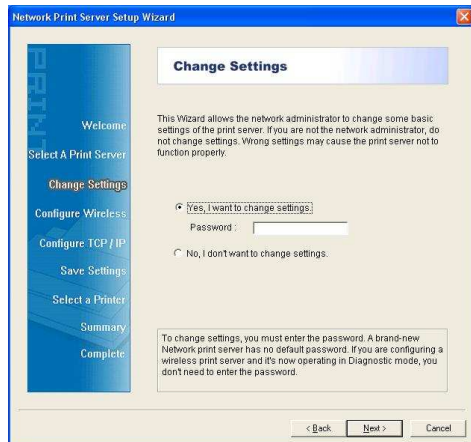 Network Print Server Setup Wizard
PRINT
Welcome
Select A Print Server
Change Settings
Configure Wireless
Configure TCP / IP
Save Settings
Select a Printer
Summary
Complete
Change Settings
This Wizard allows the network administrator to change some basic
settings of the print server. If you are not the network administrator, do
not change settings. Wrong settings may cause the print server not to
function properly.
Yes, I want to change settings.
Password :
No, I don't want to change settings.
To change settings, you must enter the password. A brand-new
Network print server has no default password. If you are configuring a
wireless print server and it's now operating in Diagnostic mode, you
don't need to enter the password.
< Back
Next >
Cancel